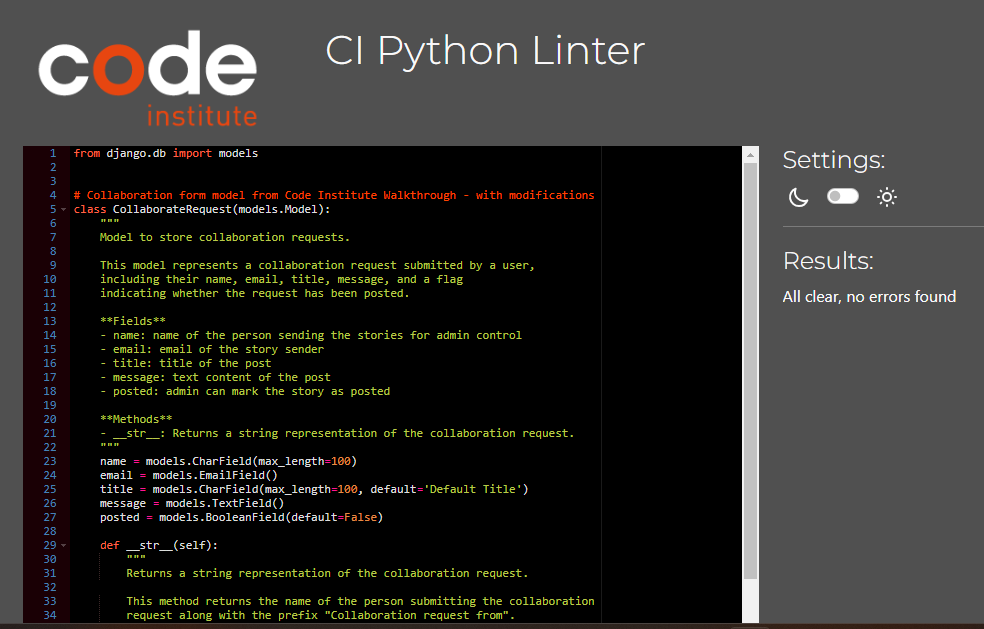 code
institute
CI Python Linter
1 from django.db import models
2
3
4 # Collaboration form model from Code Institute Walkthrough - with modifications
5 class CollaborateRequest(models.Model):
6 """
7 Model to store collaboration requests.
8
9 This model represents a collaboration request submitted by a user,
10 including their name, email, title, message, and a flag
11 indicating whether the request has been posted.
12
13 **Fields**
14 - name: name of the person sending the stories for admin control
15 - email: email of the story sender
16 - title: title of the post
17 - message: text content of the post
18 - posted: admin can mark the story as posted
19
20 **Methods**
21 - __str__: Returns a string representation of the collaboration request.
22 """
23 name = models.CharField(max_length=100)
24 email = models.EmailField()
25 title = models.CharField(max_length=100, default='Default Title')
26 message = models.TextField()
27 posted = models.BooleanField(default=False)
28
29 def __str__(self):
30 """
31 Returns a string representation of the collaboration request.
32
33 This method returns the name of the person submitting the collaboration
34 request along with the prefix "Collaboration request from".
Settings:
Results:
All clear, no errors found